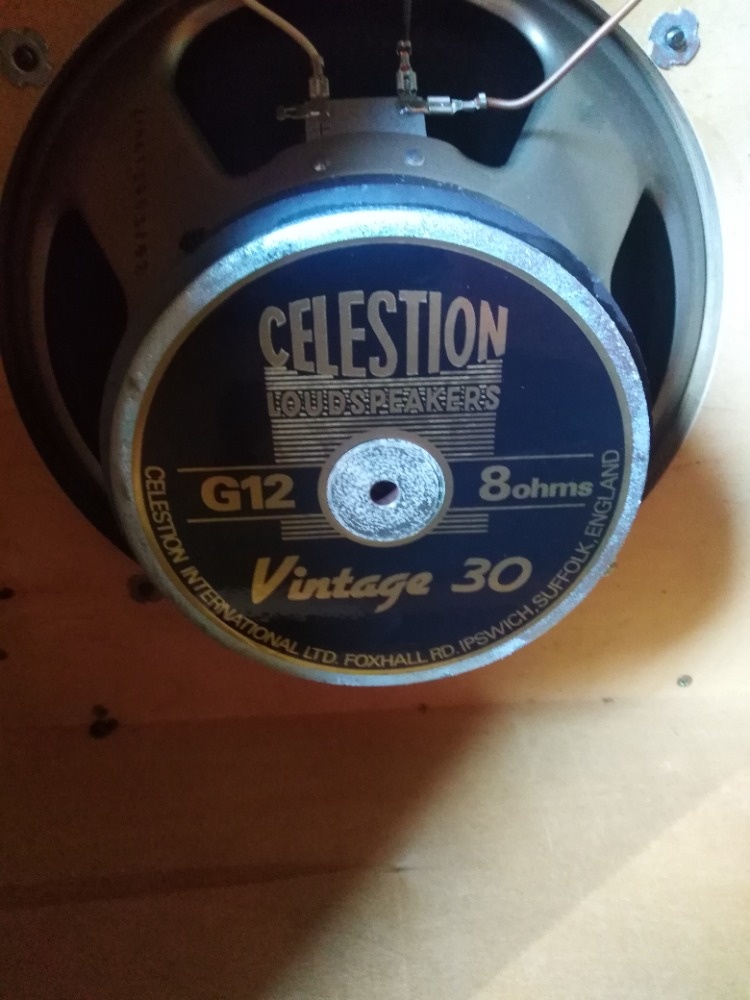 CELESTION
LOUDSPEAKERS
G12
8ohms
Vintage 30
CELESTION INTERNATIONAL LTD. FOXHALL RD. IPSWICH, SUFFOLK, ENGLAND